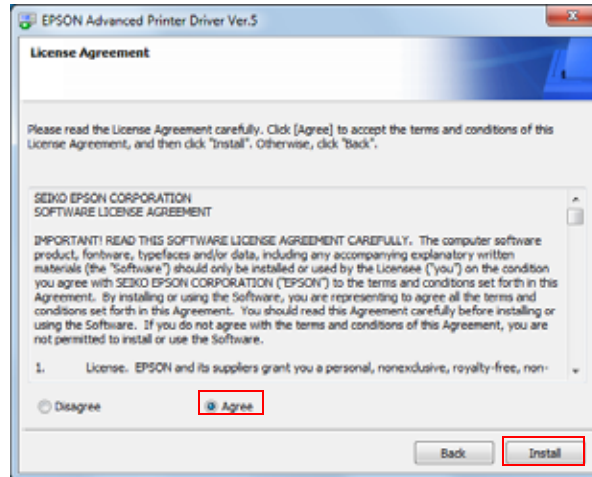 EPSON Advanced Printer Driver Ver.5
License Agreement
Please read the License Agreement carefully. Click [Agree] to accept the terms and conditions of this
License Agreement, and then click "Install". Otherwise, click "Back".
SEIKO EPSON CORPORATION
SOFTWARE LICENSE AGREEMENT
IMPORTANT! READ THIS SOFTWARE LICENSE AGREEMENT CAREFULLY. The computer software
product, fontware, typefaces and/or data, including any accompanying explanatory written
materials (the "Software") should only be installed or used by the Licensee ("you") on the condition
you agree with SEIKO EPSON CORPORATION ("EPSON") to the terms and conditions set forth in this
Agreement. By installing or using the Software, you are representing to agree all the terms and
conditions set forth in this Agreement. You should read this Agreement carefully before installing or
using the Software. If you do not agree with the terms and conditions of this Agreement, you are
not permitted to install or use the Software.
1. License. EPSON and its suppliers grant you a personal, nonexclusive, royalty-free, non-
Disagree Agree
Back Install